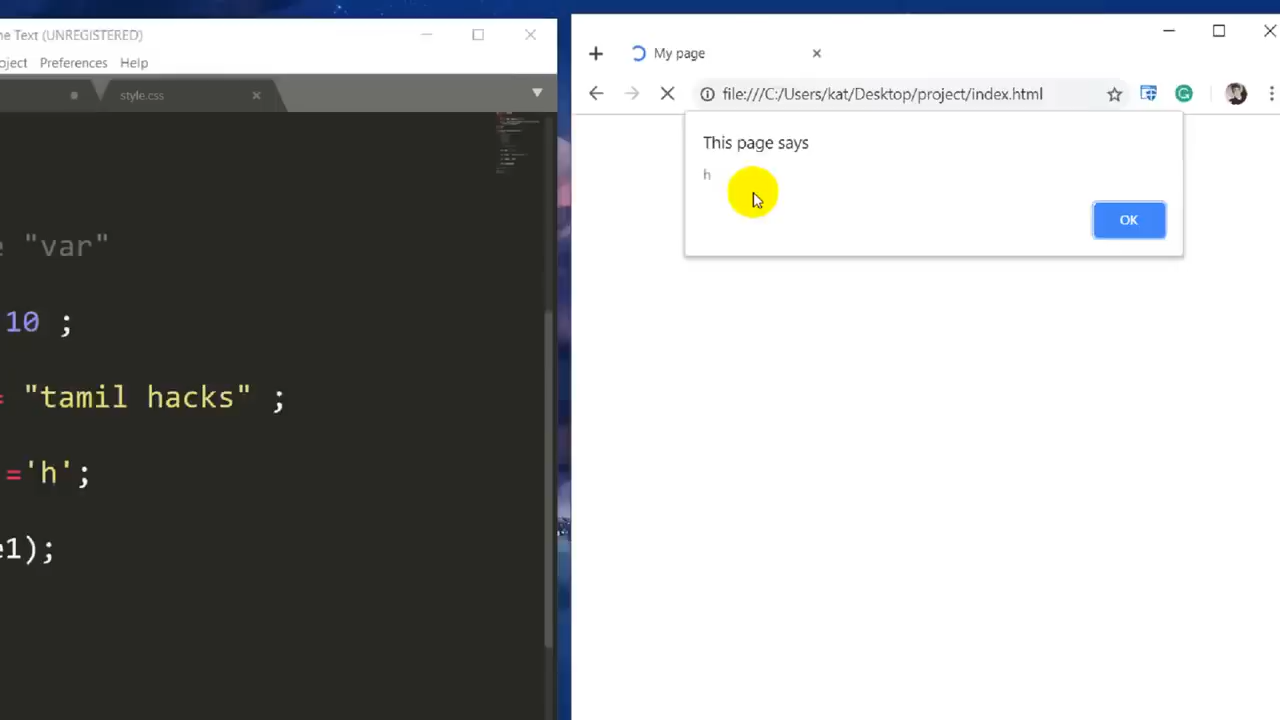 ne Text (UNREGISTERED)
oject Preferences Help
style.css
e "var"
10 ;
= "tamil hacks" ;
='h';
e1);
My page
file:///C:/Users/kat/Desktop/project/index.html
This page says
h
OK